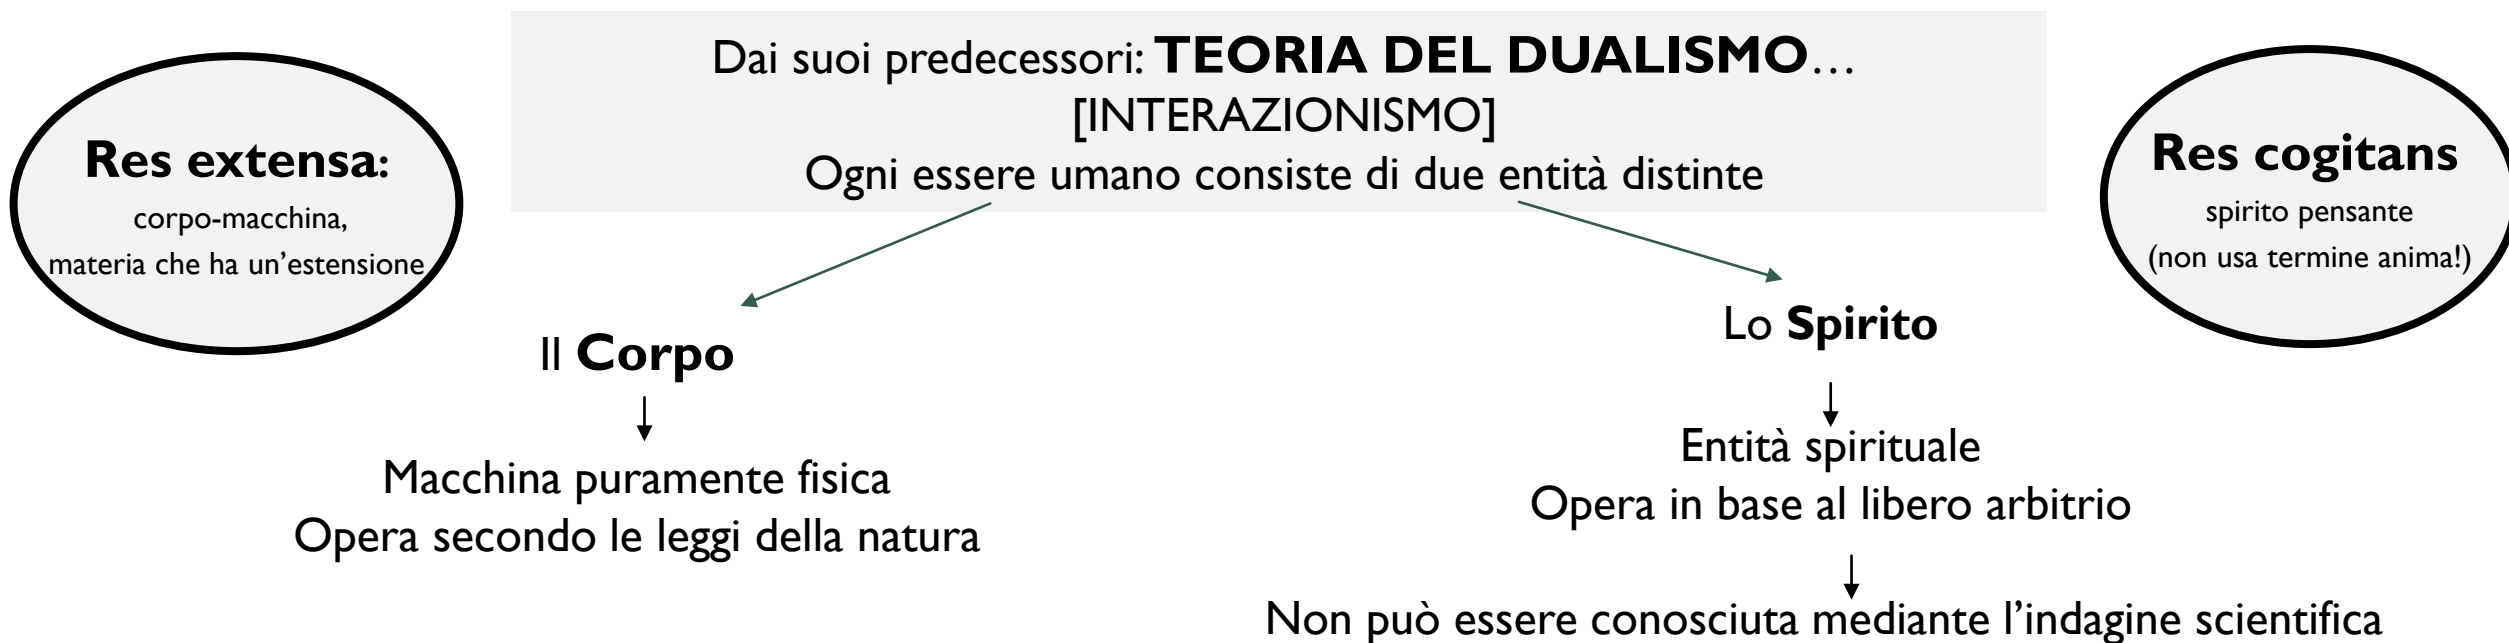 Dai suoi predecessori: TEORIA DEL DUALISMO…
[INTERAZIONISMO]
Ogni essere umano consiste di due entità distinte
Res extensa:
corpo-macchina,
materia che ha un’estensione
Res cogitans
spirito pensante
(non usa termine anima!)
Il Corpo
Macchina puramente fisica
Opera secondo le leggi della natura
Lo Spirito
Entità spirituale
Opera in base al libero arbitrio
Non può essere conosciuta mediante l’indagine scientifica